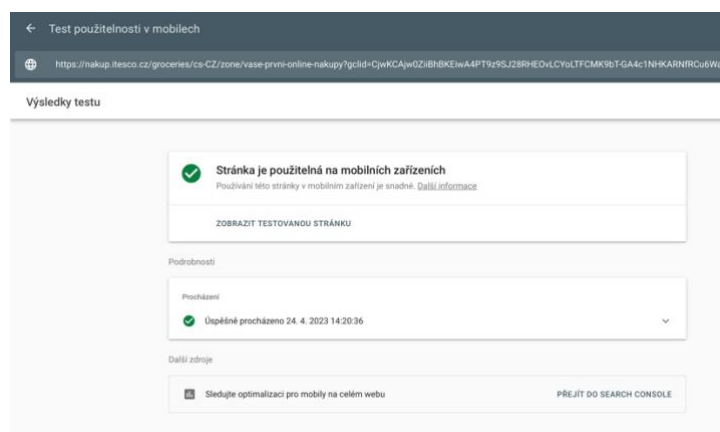 Test použitelnosti v mobilech
https://nakup.itesco.cz/groceries/cs-CZ/zone/vase-prvni-online-nakupy?gclid=CjwKCAjw0ZiiBhBKEiwA4PT9z9SJ28RHEOvLCYoLTFCMK9bT-GA4c1NHKARNfRCu6Wa
Výsledky testu
Stránka je použitelná na mobilních zařízeních
Používání této stránky v mobilním zařízení je snadné. Další informace
ZOBRAZIT TESTOVANOU STRÁNKU
Podrobnosti
Procházení
Úspěšně procházeno 24. 4. 2023 14:20:36
Další zdroje
Sledujte optimalizaci pro mobily na celém webu PŘEJÍT DO SEARCH CONSOLE